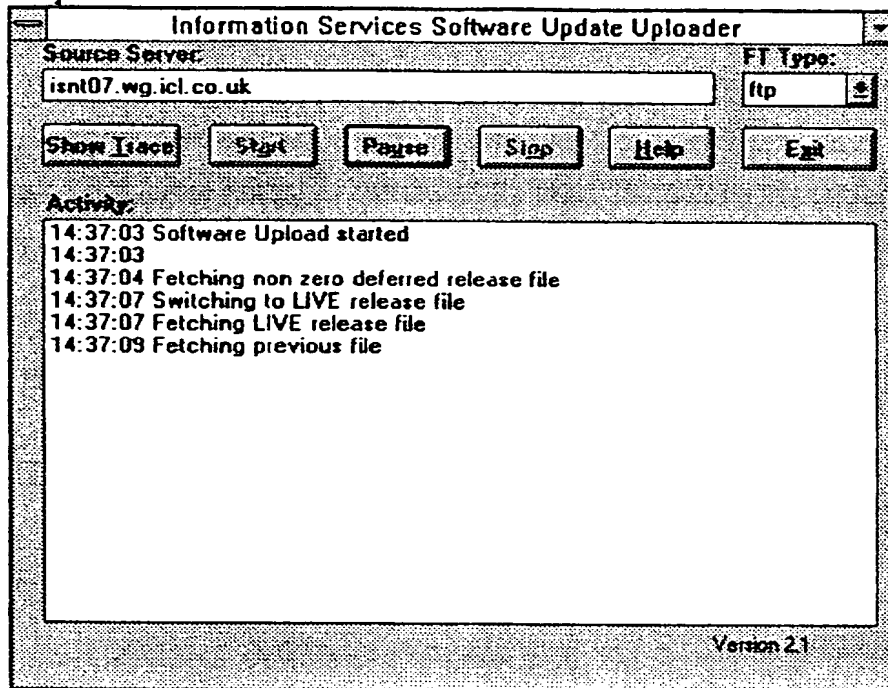 Information Services Software Update Uploader
Source Server:
FT Type:
isnt07.wg.icl.co.uk
ftp
Show Trace
Start
Pause
Stop
Help
Exit
Activity:
14:37:03 Software Upload started
14:37:03
14:37:04 Fetching non zero deferred release file
14:37:07 Switching to LIVE release file
14:37:07 Fetching LIVE release file
14:37:09 Fetching previous file
Version 2.1